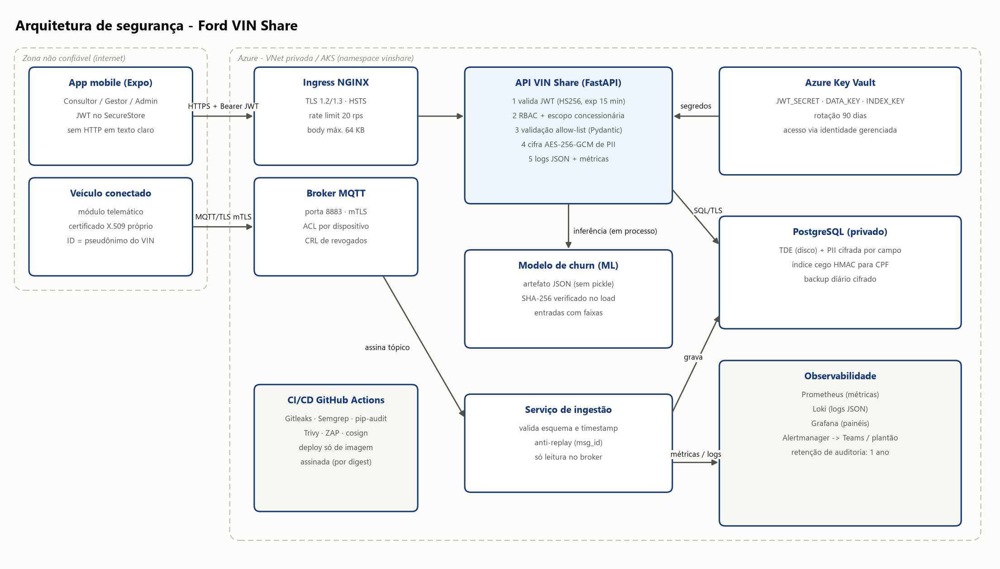 Arquitetura de segurança - Ford VIN Share
Zona não confiável (internet)
App mobile (Expo)
Consultor / Gestor / Admin
JWT no SecureStore
sem HTTP em texto claro
HTTPS + Bearer JWT
Veículo conectado
módulo telemático
certificado X.509 próprio
ID = pseudônimo do VIN
MQTT/TLS mTLS
Azure - VNet privada / AKS (namespace vinshare)
Ingress NGINX
TLS 1.2/1.3 · HSTS
rate limit 20 rps
body máx. 64 KB
Broker MQTT
porta 8883 · mTLS
ACL por dispositivo
CRL de revogados
assina tópico
CI/CD GitHub Actions
Gitleaks · Semgrep · pip-audit
Trivy · ZAP · cosign
deploy só de imagem
assinada (por digest)
API VIN Share (FastAPI)
1 valida JWT (HS256, exp 15 min)
2 RBAC + escopo concessionária
3 validação allow-list (Pydantic)
4 cifra AES-256-GCM de PII
5 logs JSON + métricas
inferência (em processo)
Modelo de churn (ML)
artefato JSON (sem pickle)
SHA-256 verificado no load
entradas com faixas
Serviço de ingestão
valida esquema e timestamp
anti-replay (msg_id)
só leitura no broker
segredos
SQL/TLS
grava
métricas / logs
Azure Key Vault
JWT_SECRET · DATA_KEY · INDEX_KEY
rotação 90 dias
acesso via identidade gerenciada
PostgreSQL (privado)
TDE (disco) + PII cifrada por campo
índice cego HMAC para CPF
backup diário cifrado
Observabilidade
Prometheus (métricas)
Loki (logs JSON)
Grafana (painéis)
Alertmanager -> Teams / plantão
retenção de auditoria: 1 ano